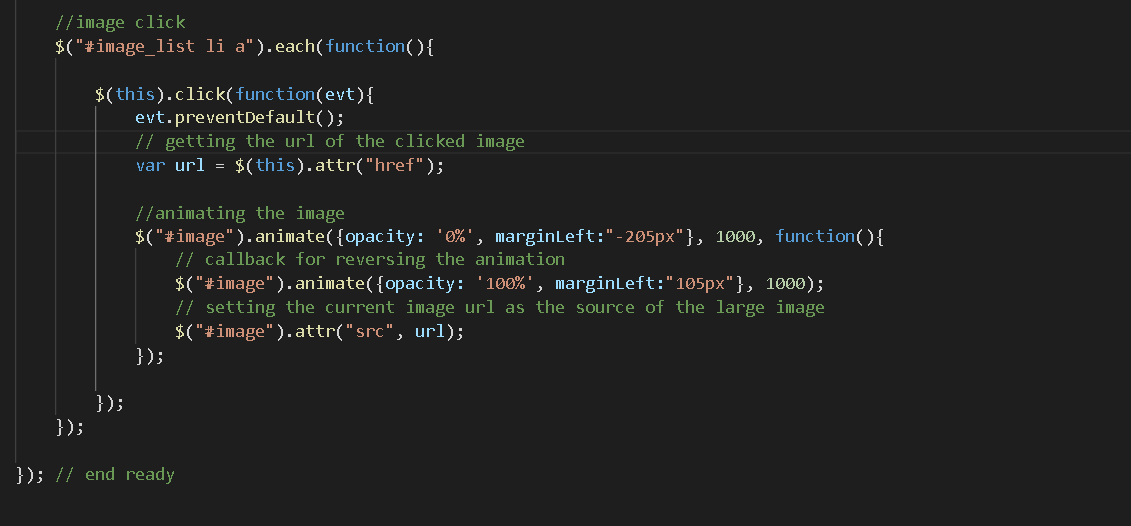 //image click
$("#image_list li a").each(function(){
$(this).click(function(evt){
evt.preventDefault();
// getting the url of the clicked image
var url = $(this).attr("href");
//animating the image
$("#image").animate({opacity: '0%', marginLeft:"-205px"}, 1000, function(){
// callback for reversing the animation
$("#image").animate({opacity: '100%', marginLeft:"105px"}, 1000);
// setting the current image url as the source of the large image
$("#image").attr("src", url);
});
});
});
}); // end ready